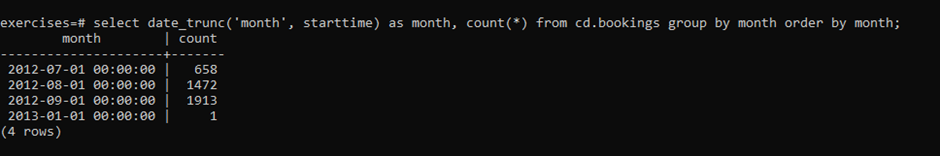 exercises=# select date_trunc('month', starttime) as month, count(*) from cd.bookings group by month order by month;
        month        | count
---------------------+-------
 2012-07-01 00:00:00 |   658
 2012-08-01 00:00:00 |  1472
 2012-09-01 00:00:00 |  1913
 2013-01-01 00:00:00 |     1
(4 rows)